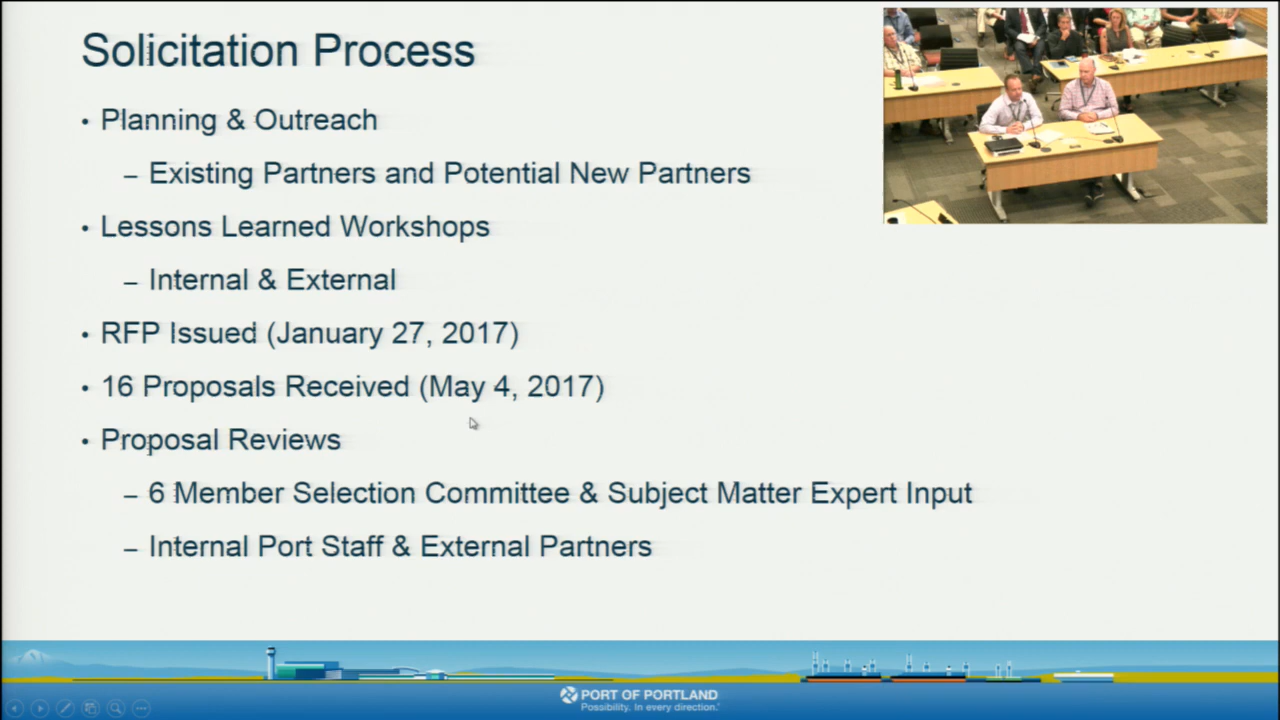 Solicitation Process
• Planning & Outreach
– Existing Partners and Potential New Partners
• Lessons Learned Workshops
– Internal & External
• RFP Issued (January 27, 2017)
• 16 Proposals Received (May 4, 2017)
• Proposal Reviews
– 6 Member Selection Committee & Subject Matter Expert Input
– Internal Port Staff & External Partners
PORT OF PORTLAND
Possibility. In every direction.